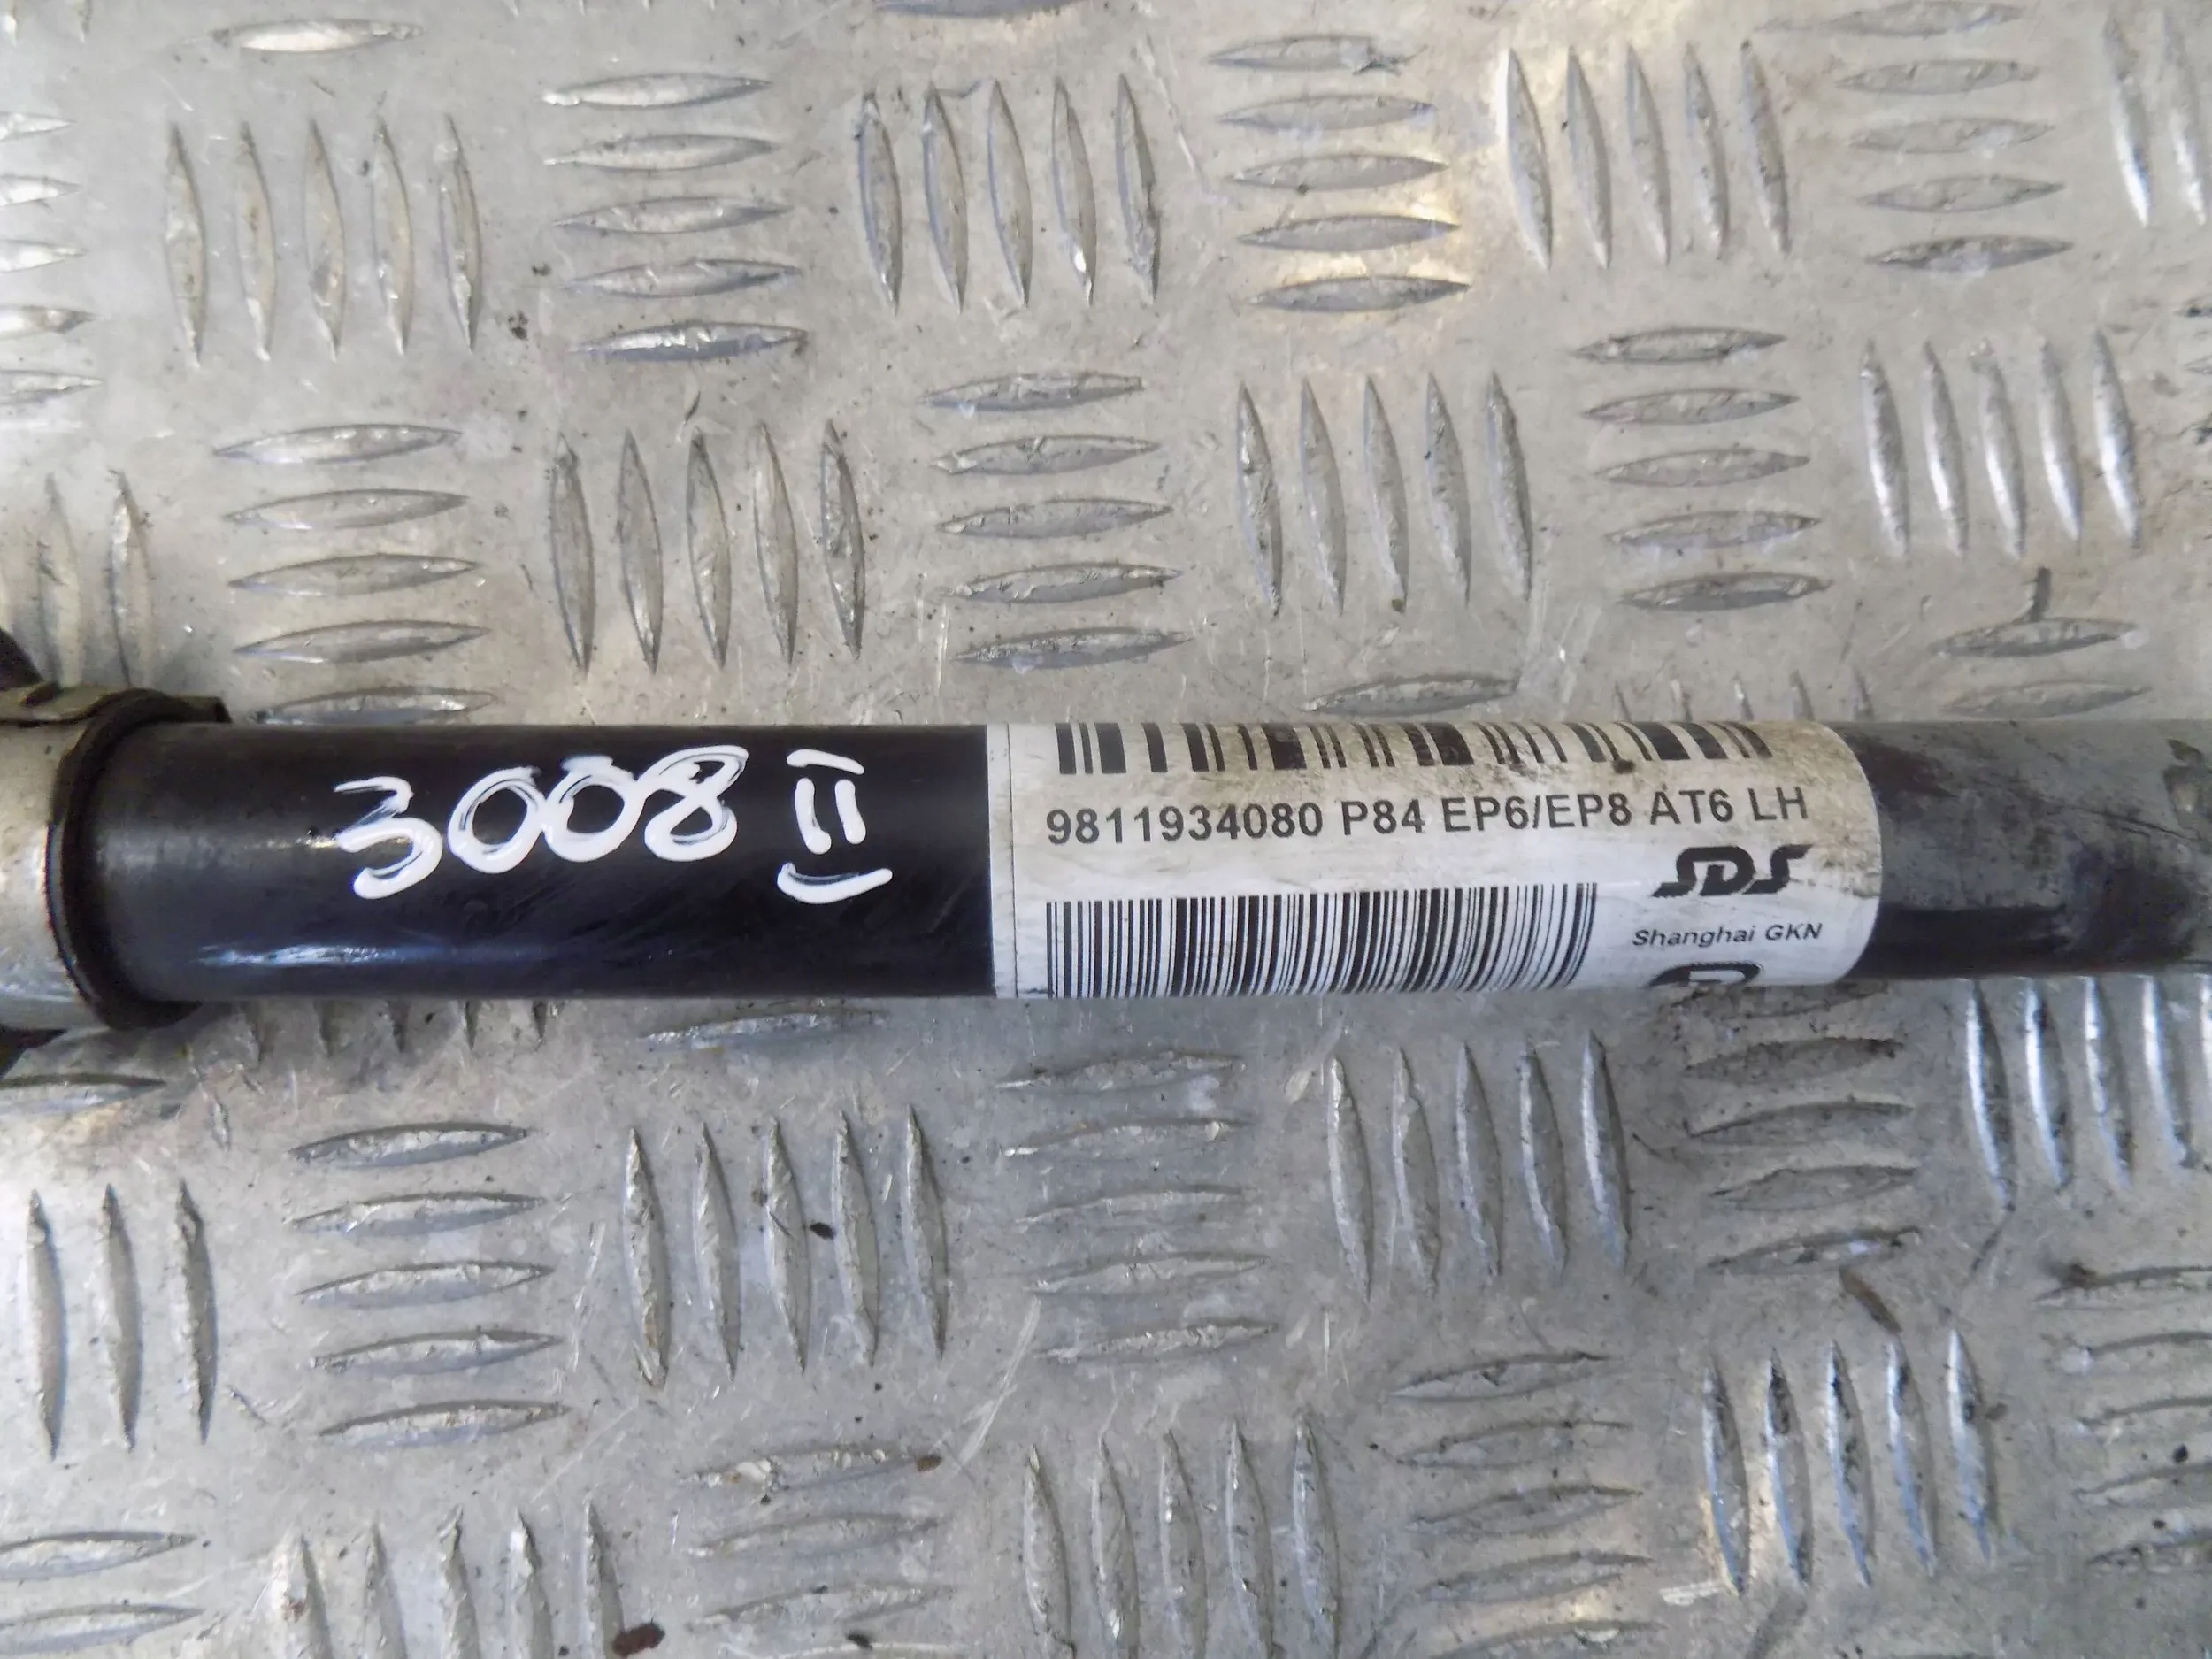 3008 II
9811934080 P84 EP6/EP8 AT6 LH
SDS
Shanghai GKN